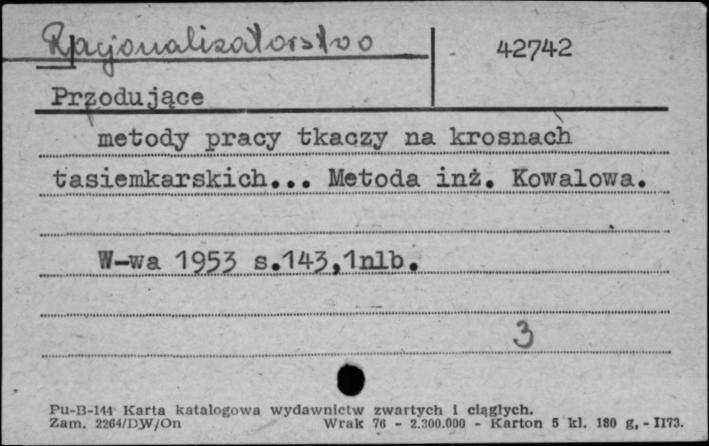 Racjonalizatorstwo
42742
Przodujące
metody pracy tkaczy na krosnach
tasiemkarskich... Metoda inż. Kowalowa.
W-wa 1953 s.143,1nlb.
3
Pu-B-144 Karta katalogowa wydawnictw zwartych i ciągłych.
Zam. 2264/DW/On Wrak 76 - 2.300.000 - Karton 5 kl. 180 g. - II73.